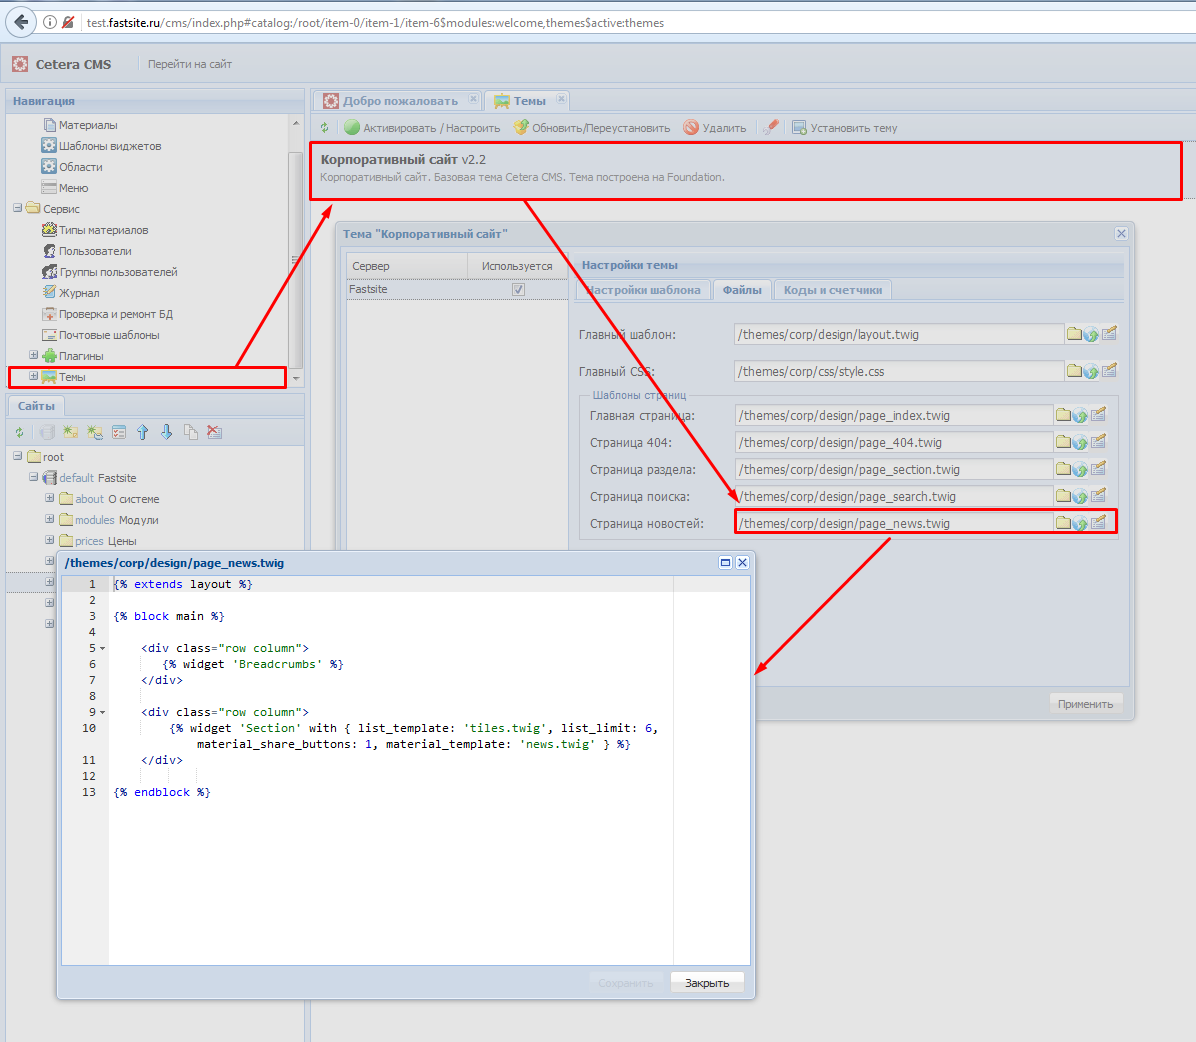 test.fastsite.ru/cms/index.php#catalog:/root/item-0/item-1/item-6$modules:welcome,themes$active:themes
Cetera CMS
Перейти на сайт
Навигация
Материалы
Шаблоны виджетов
Области
Меню
Сервис
Типы материалов
Пользователи
Группы пользователей
Журнал
Проверка и ремонт БД
Почтовые шаблоны
Плагины
Темы
Сайты
root
default Fastsite
about О системе
modules Модули
prices Цены
Добро пожаловать
Темы
Активировать / Настроить
Обновить/Переустановить
Удалить
Установить тему
Корпоративный сайт v2.2
Корпоративный сайт. Базовая тема Cetera CMS. Тема построена на Foundation.
Тема "Корпоративный сайт"
Сервер
Используется
Fastsite
Настройки темы
Настройки шаблона
Файлы
Коды и счетчики
Главный шаблон:
/themes/corp/design/layout.twig
Главный CSS:
/themes/corp/css/style.css
Шаблоны страниц
Главная страница:
/themes/corp/design/page_index.twig
Страница 404:
/themes/corp/design/page_404.twig
Страница раздела:
/themes/corp/design/page_section.twig
Страница поиска:
/themes/corp/design/page_search.twig
Страница новостей:
/themes/corp/design/page_news.twig
Применить
/themes/corp/design/page_news.twig
1 {% extends layout %}
2
3 {% block main %}
4
5 <div class="row column">
6 {% widget 'Breadcrumbs' %}
7 </div>
8
9 <div class="row column">
10 {% widget 'Section' with { list_template: 'tiles.twig', list_limit: 6,
material_share_buttons: 1, material_template: 'news.twig' } %}
11 </div>
12
13 {% endblock %}
Сохранить
Закрыть